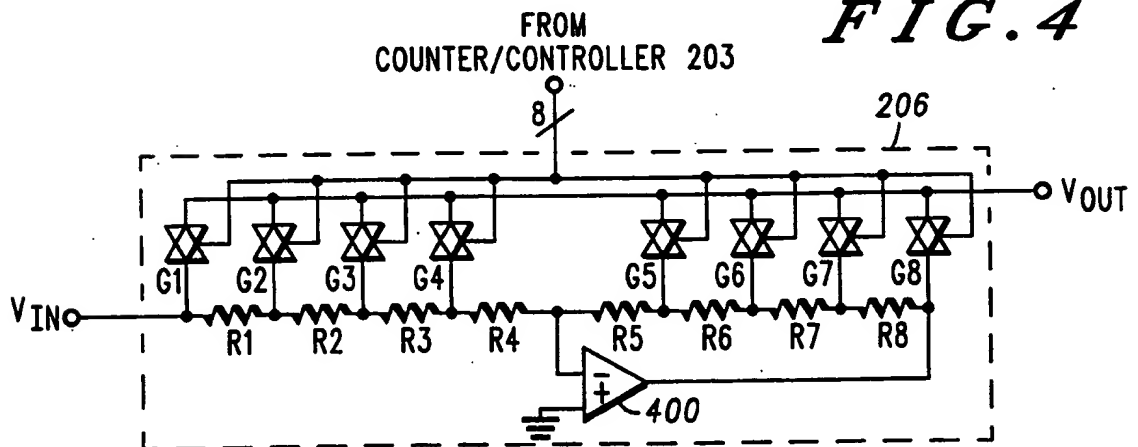 FIG.4
FROM
COUNTER/CONTROLLER 203
8
206
VOUT
G1 G2 G3 G4 G5 G6 G7 G8
VIN
R1 R2 R3 R4 R5 R6 R7 R8
−
+
400